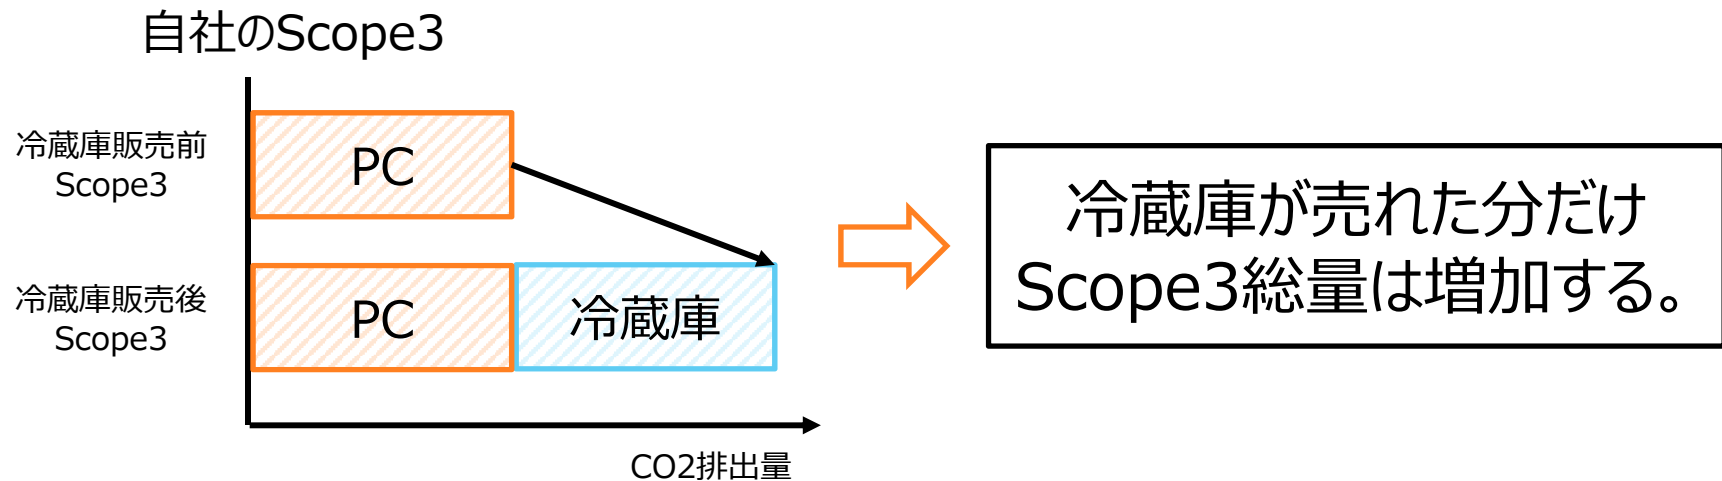 自社のScope3
冷蔵庫販売前
Scope3
PC
冷蔵庫販売後
Scope3
PC
冷蔵庫
CO2排出量
冷蔵庫が売れた分だけ
Scope3総量は増加する。